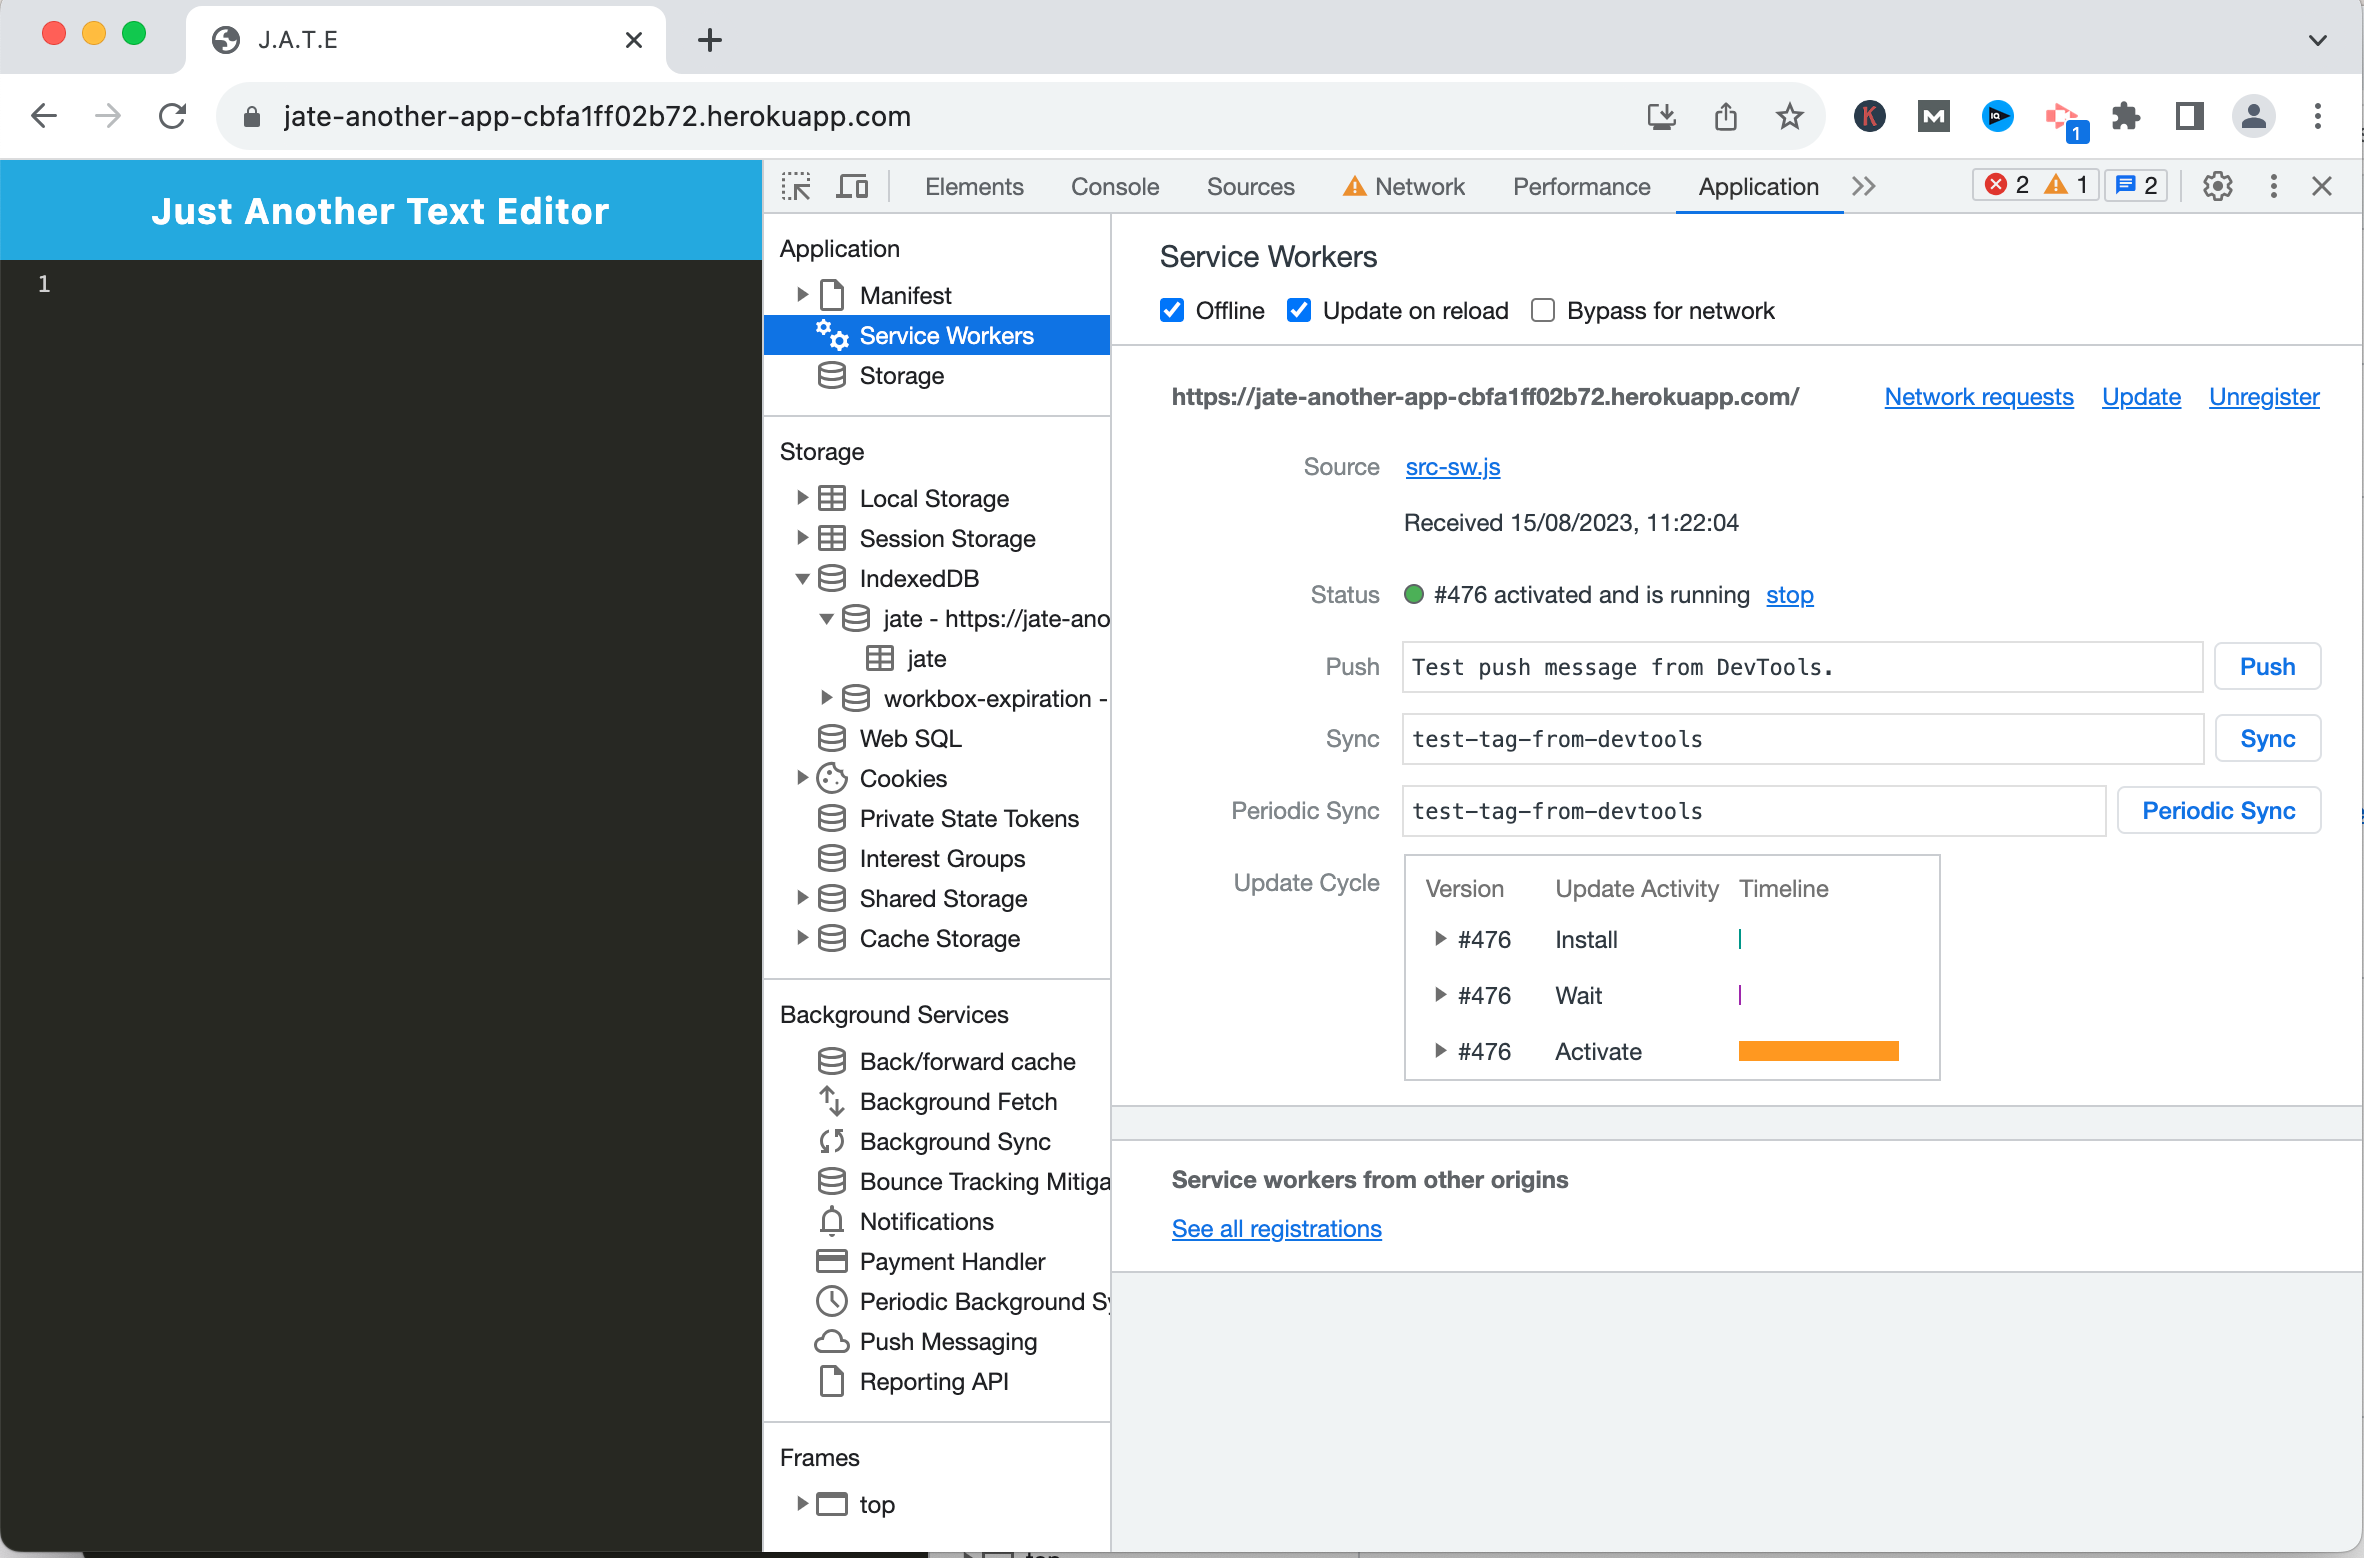 J.A.T.E
jate-another-app-cbfa1ff02b72.herokuapp.com
K
M
IQ
1
Just Another Text Editor
1
Elements Console Sources Network Performance Application 2 1 2
Application
Manifest
Service Workers
Storage
Storage
Local Storage
Session Storage
IndexedDB
jate - https://jate-ano
jate
workbox-expiration -
Web SQL
Cookies
Private State Tokens
Interest Groups
Shared Storage
Cache Storage
Background Services
Back/forward cache
Background Fetch
Background Sync
Bounce Tracking Mitiga
Notifications
Payment Handler
Periodic Background Sy
Push Messaging
Reporting API
Frames
top
Service Workers
Offline Update on reload Bypass for network
https://jate-another-app-cbfa1ff02b72.herokuapp.com/ Network requests Update Unregister
Source src-sw.js
Received 15/08/2023, 11:22:04
Status #476 activated and is running stop
Push Test push message from DevTools. Push
Sync test-tag-from-devtools Sync
Periodic Sync test-tag-from-devtools Periodic Sync
Update Cycle Version Update Activity Timeline
#476 Install
#476 Wait
#476 Activate
Service workers from other origins
See all registrations